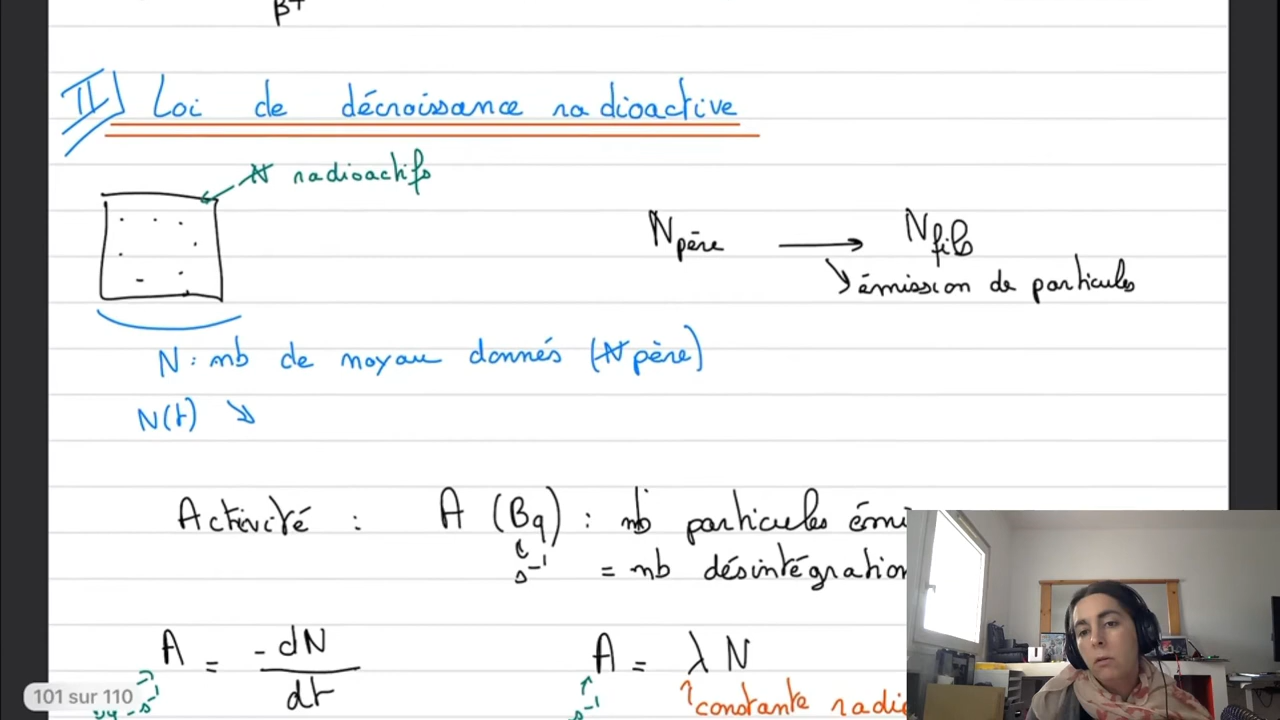 β+
II) Loi de décroissance radioactive
N radioactifs
N père → N fils
↘ émission de particules
N : nb de noyau donnés (N père)
N(t) ↘
Activité : A (Bq) : nb particules émi
s⁻¹ = nb désintégration
A = -dN/dt
A = λ N
s⁻¹
constante radio
101 sur 110